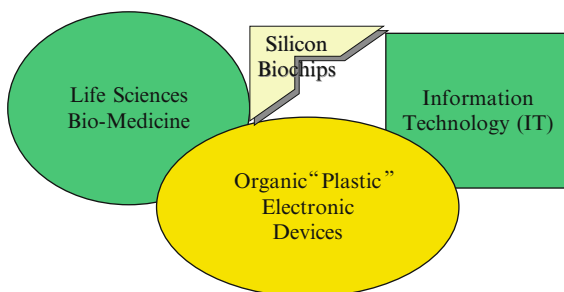 Silicon
Biochips
Life Sciences
Bio-Medicine
Information
Technology (IT)
Organic “Plastic”
Electronic
Devices